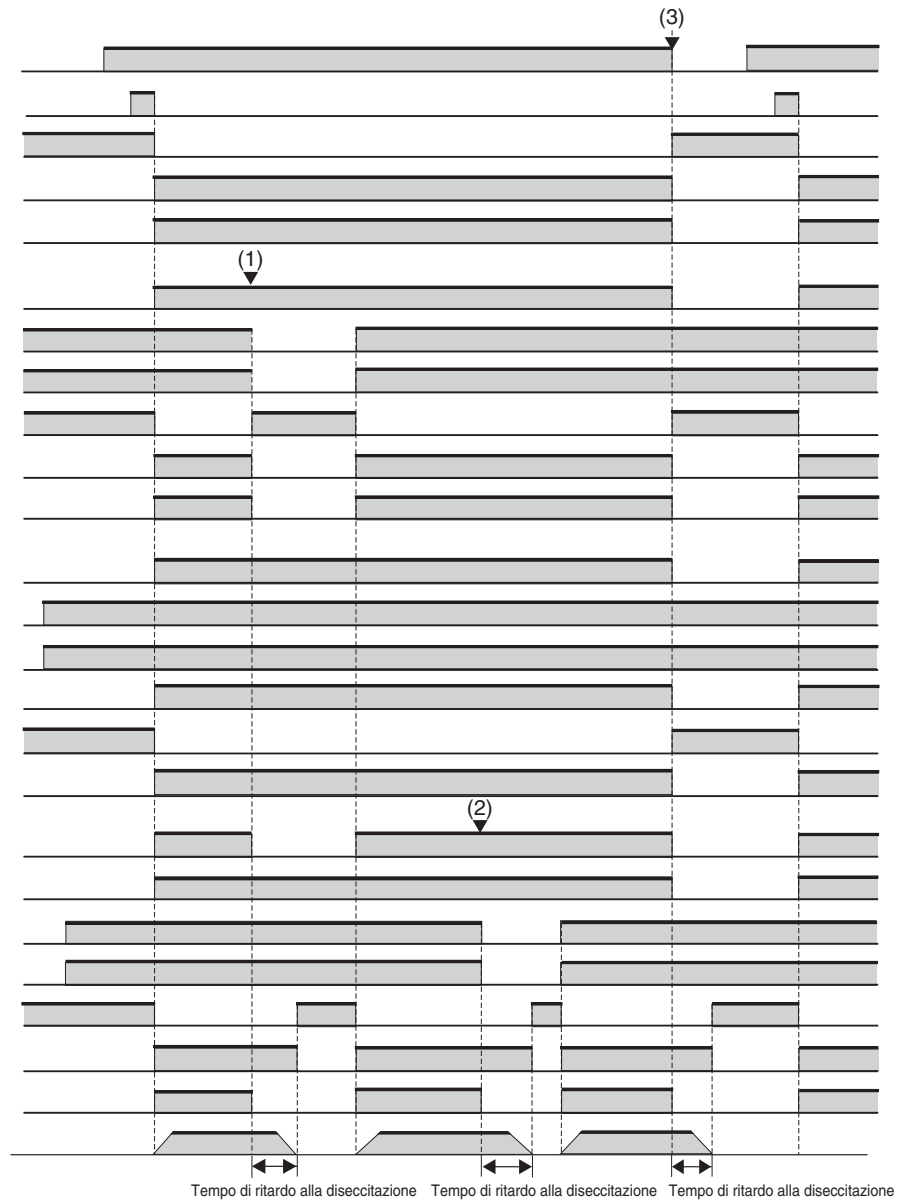 (3)
(1)
(2)
Tempo di ritardo alla diseccitazione Tempo di ritardo alla diseccitazione Tempo di ritardo alla diseccitazione